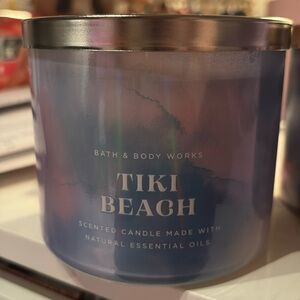 BATH & BODY WORKS
TIKI
BEACH
SCENTED CANDLE MADE WITH
NATURAL ESSENTIAL OILS